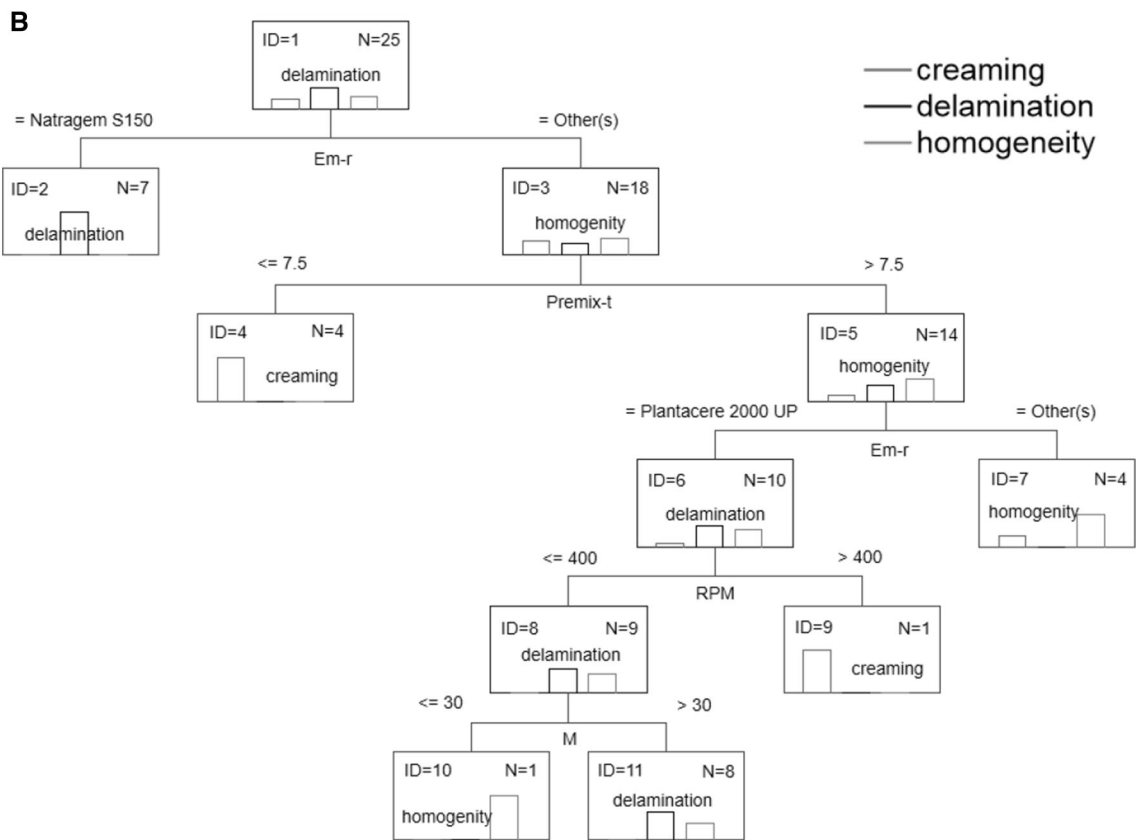 B
ID=1 N=25
delamination
creaming
delamination
homogeneity
= Natragem S150 = Other(s)
Em-r
ID=2 N=7
delamination
ID=3 N=18
homogenity
<= 7.5 > 7.5
Premix-t
ID=4 N=4
creaming
ID=5 N=14
homogenity
= Plantacere 2000 UP = Other(s)
Em-r
ID=6 N=10
delamination
ID=7 N=4
homogenity
<= 400 > 400
RPM
ID=8 N=9
delamination
ID=9 N=1
creaming
<= 30 > 30
M
ID=10 N=1
homogenity
ID=11 N=8
delamination